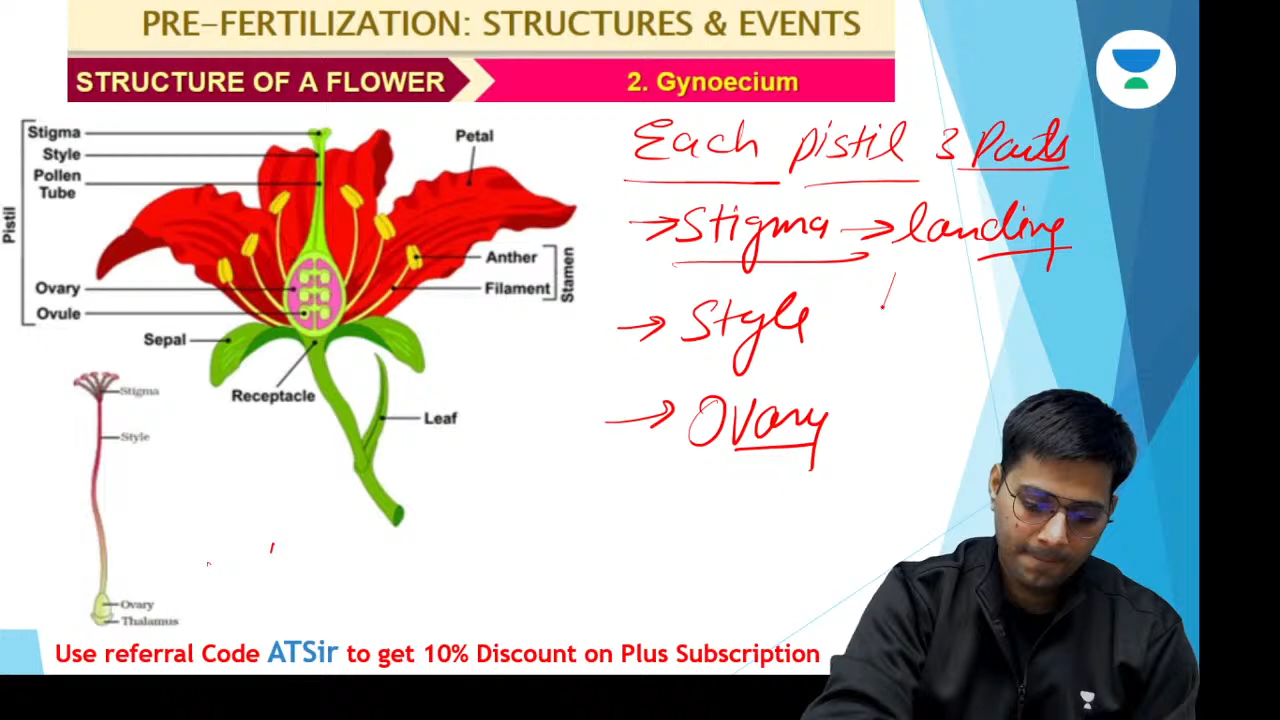 PRE-FERTILIZATION: STRUCTURES & EVENTS
STRUCTURE OF A FLOWER
2. Gynoecium
Stigma
Style
Pollen
Tube
Pistil
Ovary
Ovule
Sepal
Receptacle
Petal
Anther
Filament
Stamen
Leaf
Stigma
Style
Ovary
Thalamus
Each pistil 3 Parts
→ Stigma → landing
→ Style
→ Ovary
Use referral Code ATSir to get 10% Discount on Plus Subscription